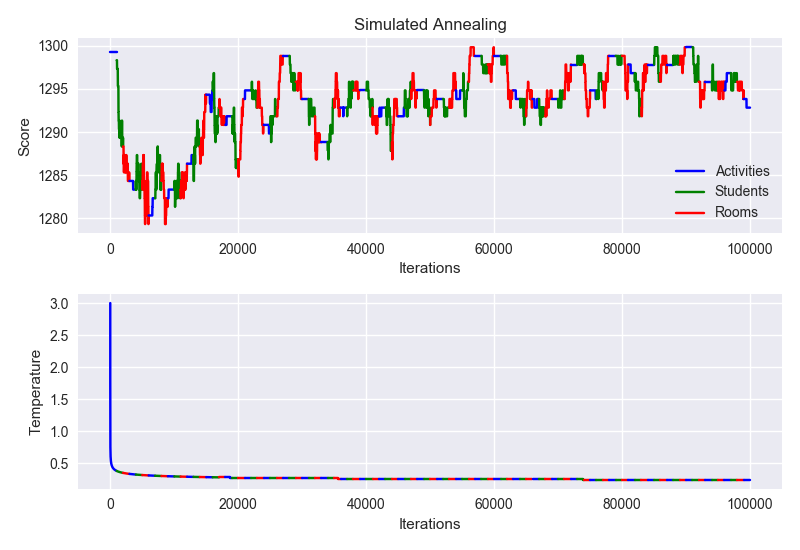 Simulated Annealing
1300
1295
1290
1285
1280
Score
Activities
Students
Rooms
0 20000 40000 60000 80000 100000
Iterations
3.0
2.5
2.0
1.5
1.0
0.5
Temperature
0 20000 40000 60000 80000 100000
Iterations